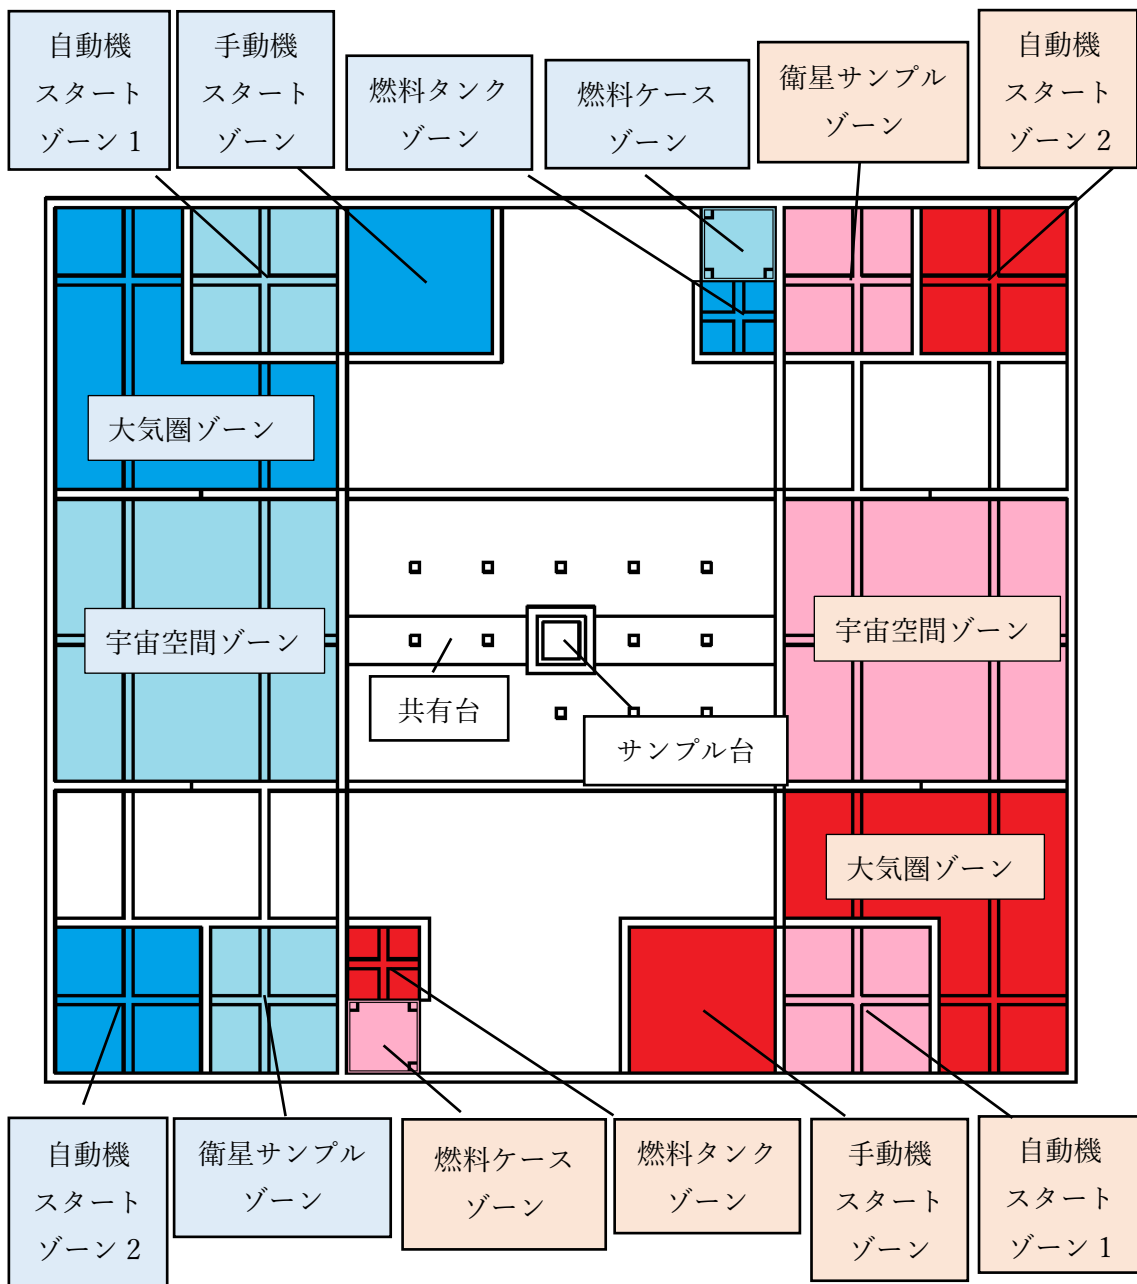 自動機
スタート
ゾーン 1
手動機
スタート
ゾーン
燃料タンク
ゾーン
燃料ケース
ゾーン
衛星サンプル
ゾーン
自動機
スタート
ゾーン 2
大気圏ゾーン
宇宙空間ゾーン
宇宙空間ゾーン
共有台
サンプル台
大気圏ゾーン
自動機
スタート
ゾーン 2
衛星サンプル
ゾーン
燃料ケース
ゾーン
燃料タンク
ゾーン
手動機
スタート
ゾーン
自動機
スタート
ゾーン 1